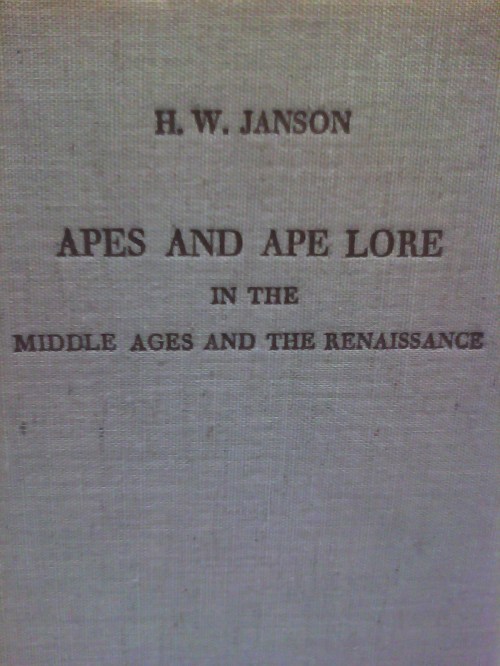 H. W. JANSON
APES AND APE LORE
IN THE
MIDDLE AGES AND THE RENAISSANCE